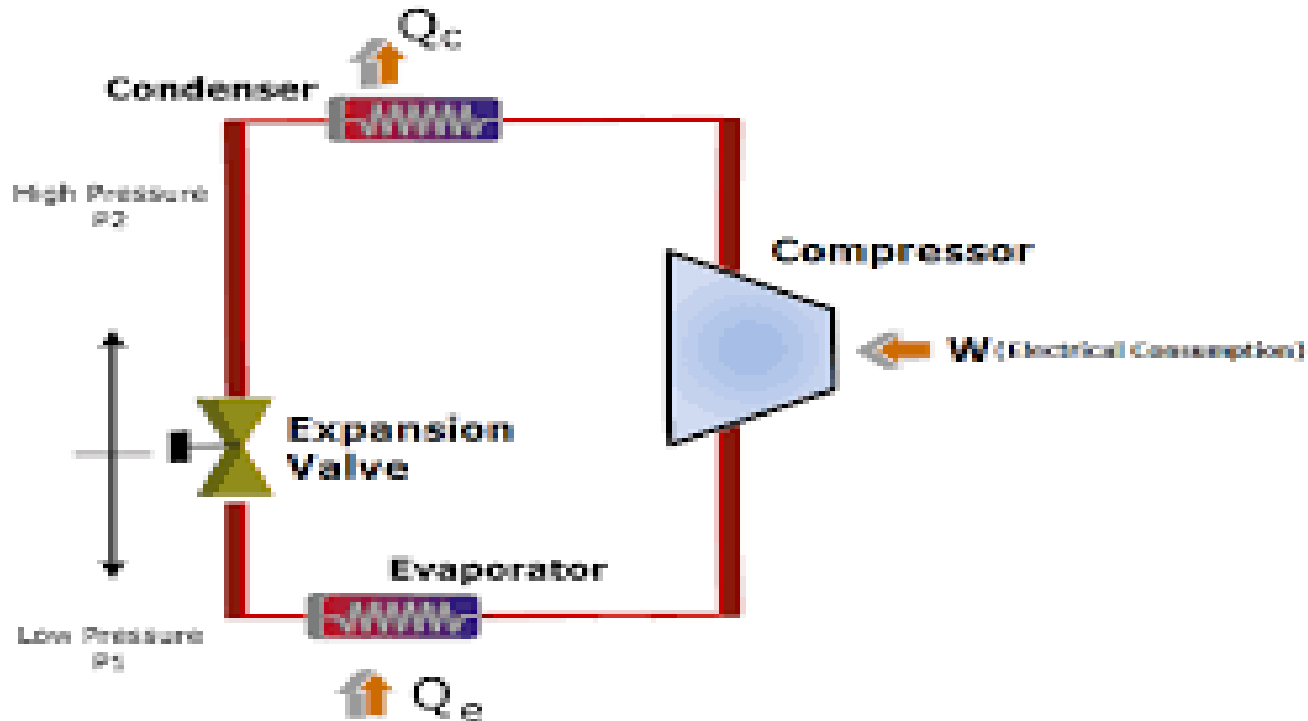 Qc
Condenser
High Pressure
P2
Compressor
W (Electrical Consumption)
Expansion
Valve
Evaporator
Low Pressure
P1
Qe